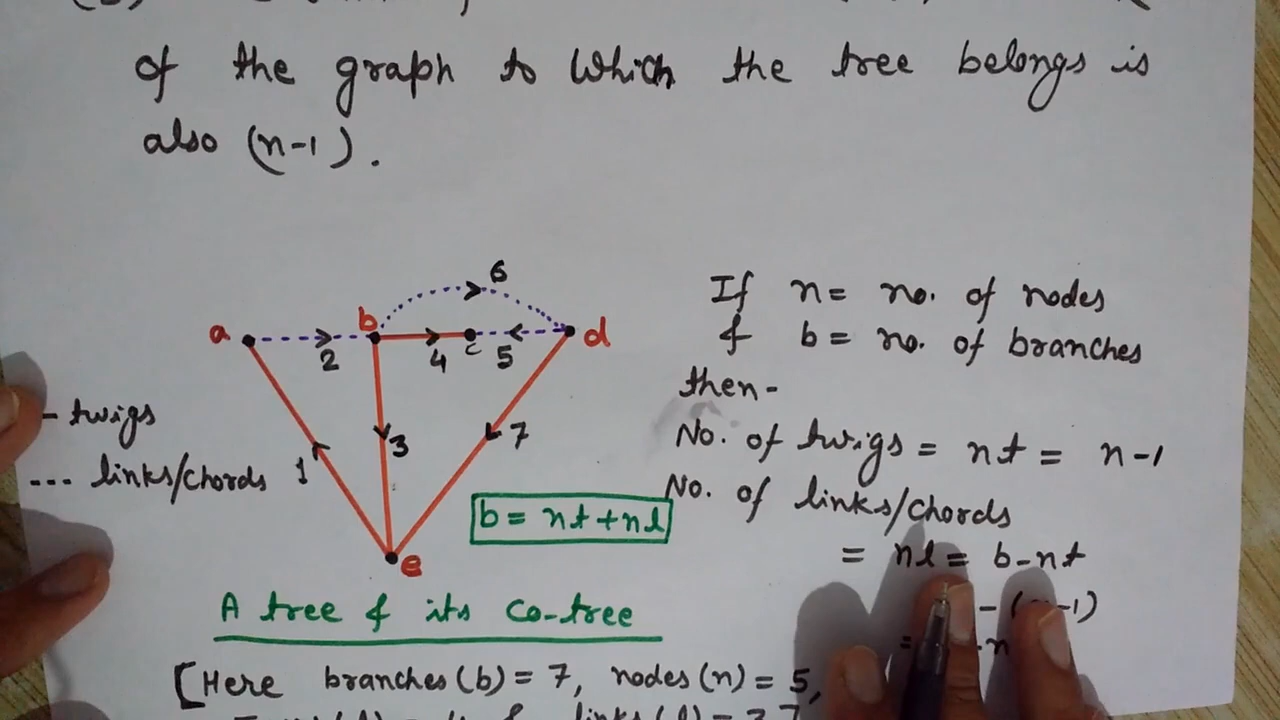 of the graph to which the tree belongs is
also (n-1).
6
a b c d
2 4 5
3 7
1
e
- twigs
--- links/chords
b = nt + nl
A tree & its Co-tree
If n = no. of nodes
& b = no. of branches
then -
No. of twigs = nt = n-1
No. of links/chords
= nl = b - nt
[Here branches (b) = 7, nodes (n) = 5,